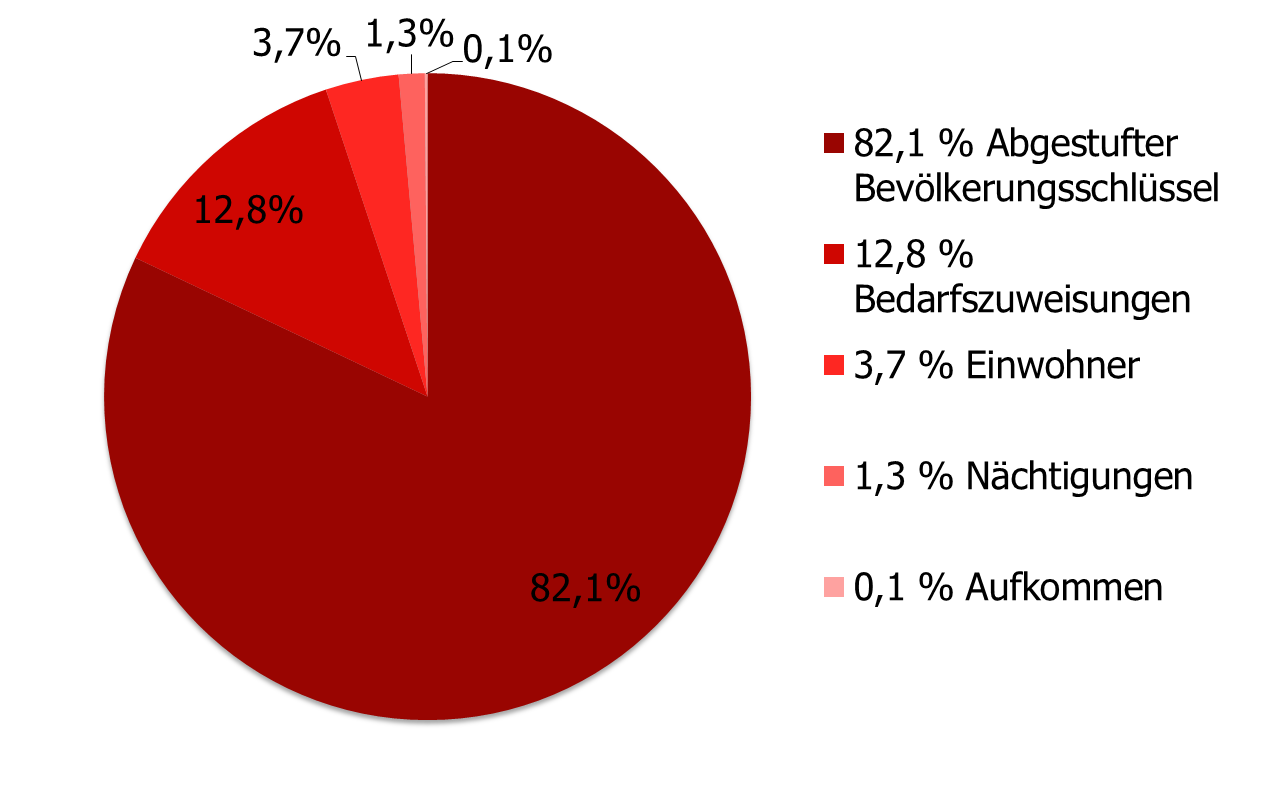 3,7%
1,3%
0,1%
12,8%
82,1%
82,1 % Abgestufter
Bevölkerungsschlüssel
12,8 %
Bedarfszuweisungen
3,7 % Einwohner
1,3 % Nächtigungen
0,1 % Aufkommen